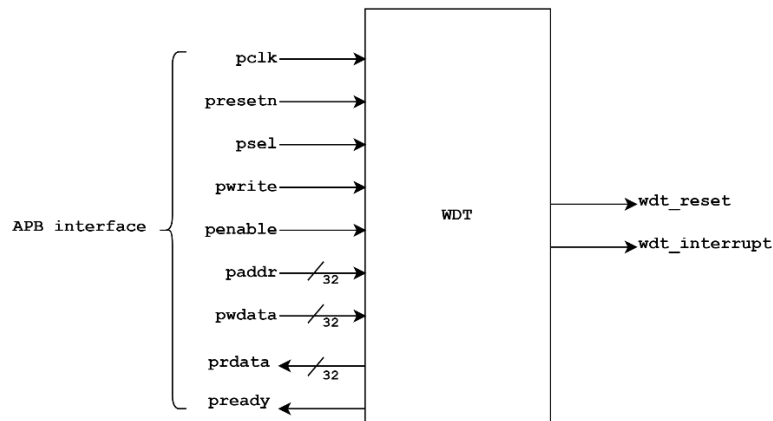 pclk
presetn
psel
pwrite
penable
paddr
32
pwdata
32
prdata
32
pready
APB interface
WDT
wdt_reset
wdt_interrupt